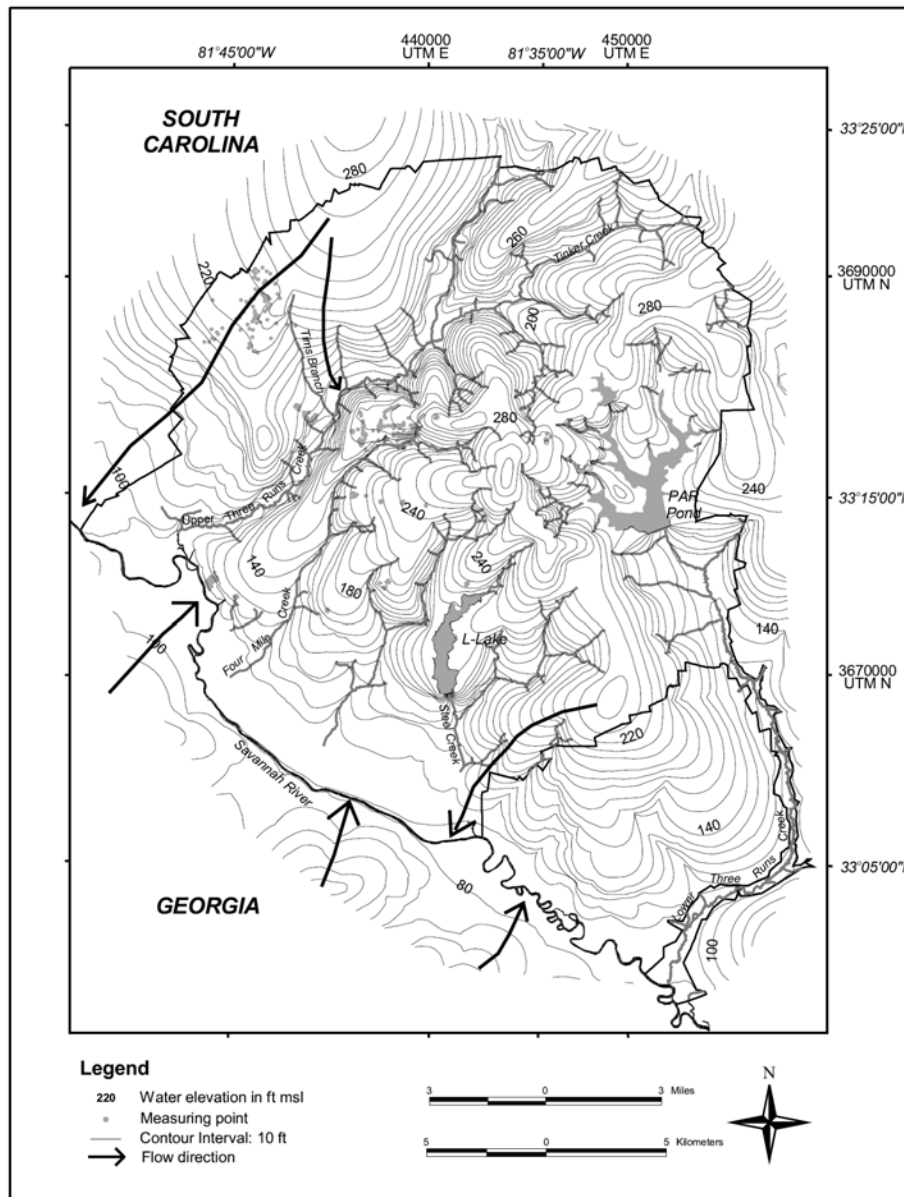 440000
450000
81°45'00"W
UTM E
81°35'00"W
UTM E
SOUTH
CAROLINA
33°25'00"
280
260
Tinker Creek
220
3690000
UTM N
280
200
Tims Branch
280
100
Creek
Runs
Three
Upper
PAR
Pond
240
33°15'00"
240
140
240
180
Creek
Mile
Four
L-Lake
140
100
3670000
UTM N
Steel Creek
220
Savannah River
140
Creek
Runs
Three
Lower
33°05'00"
80
GEORGIA
100
Legend
220 Water elevation in ft msl
Measuring point
Contour Interval: 10 ft
Flow direction
3 0 3 Miles
5 0 5 Kilometers
N